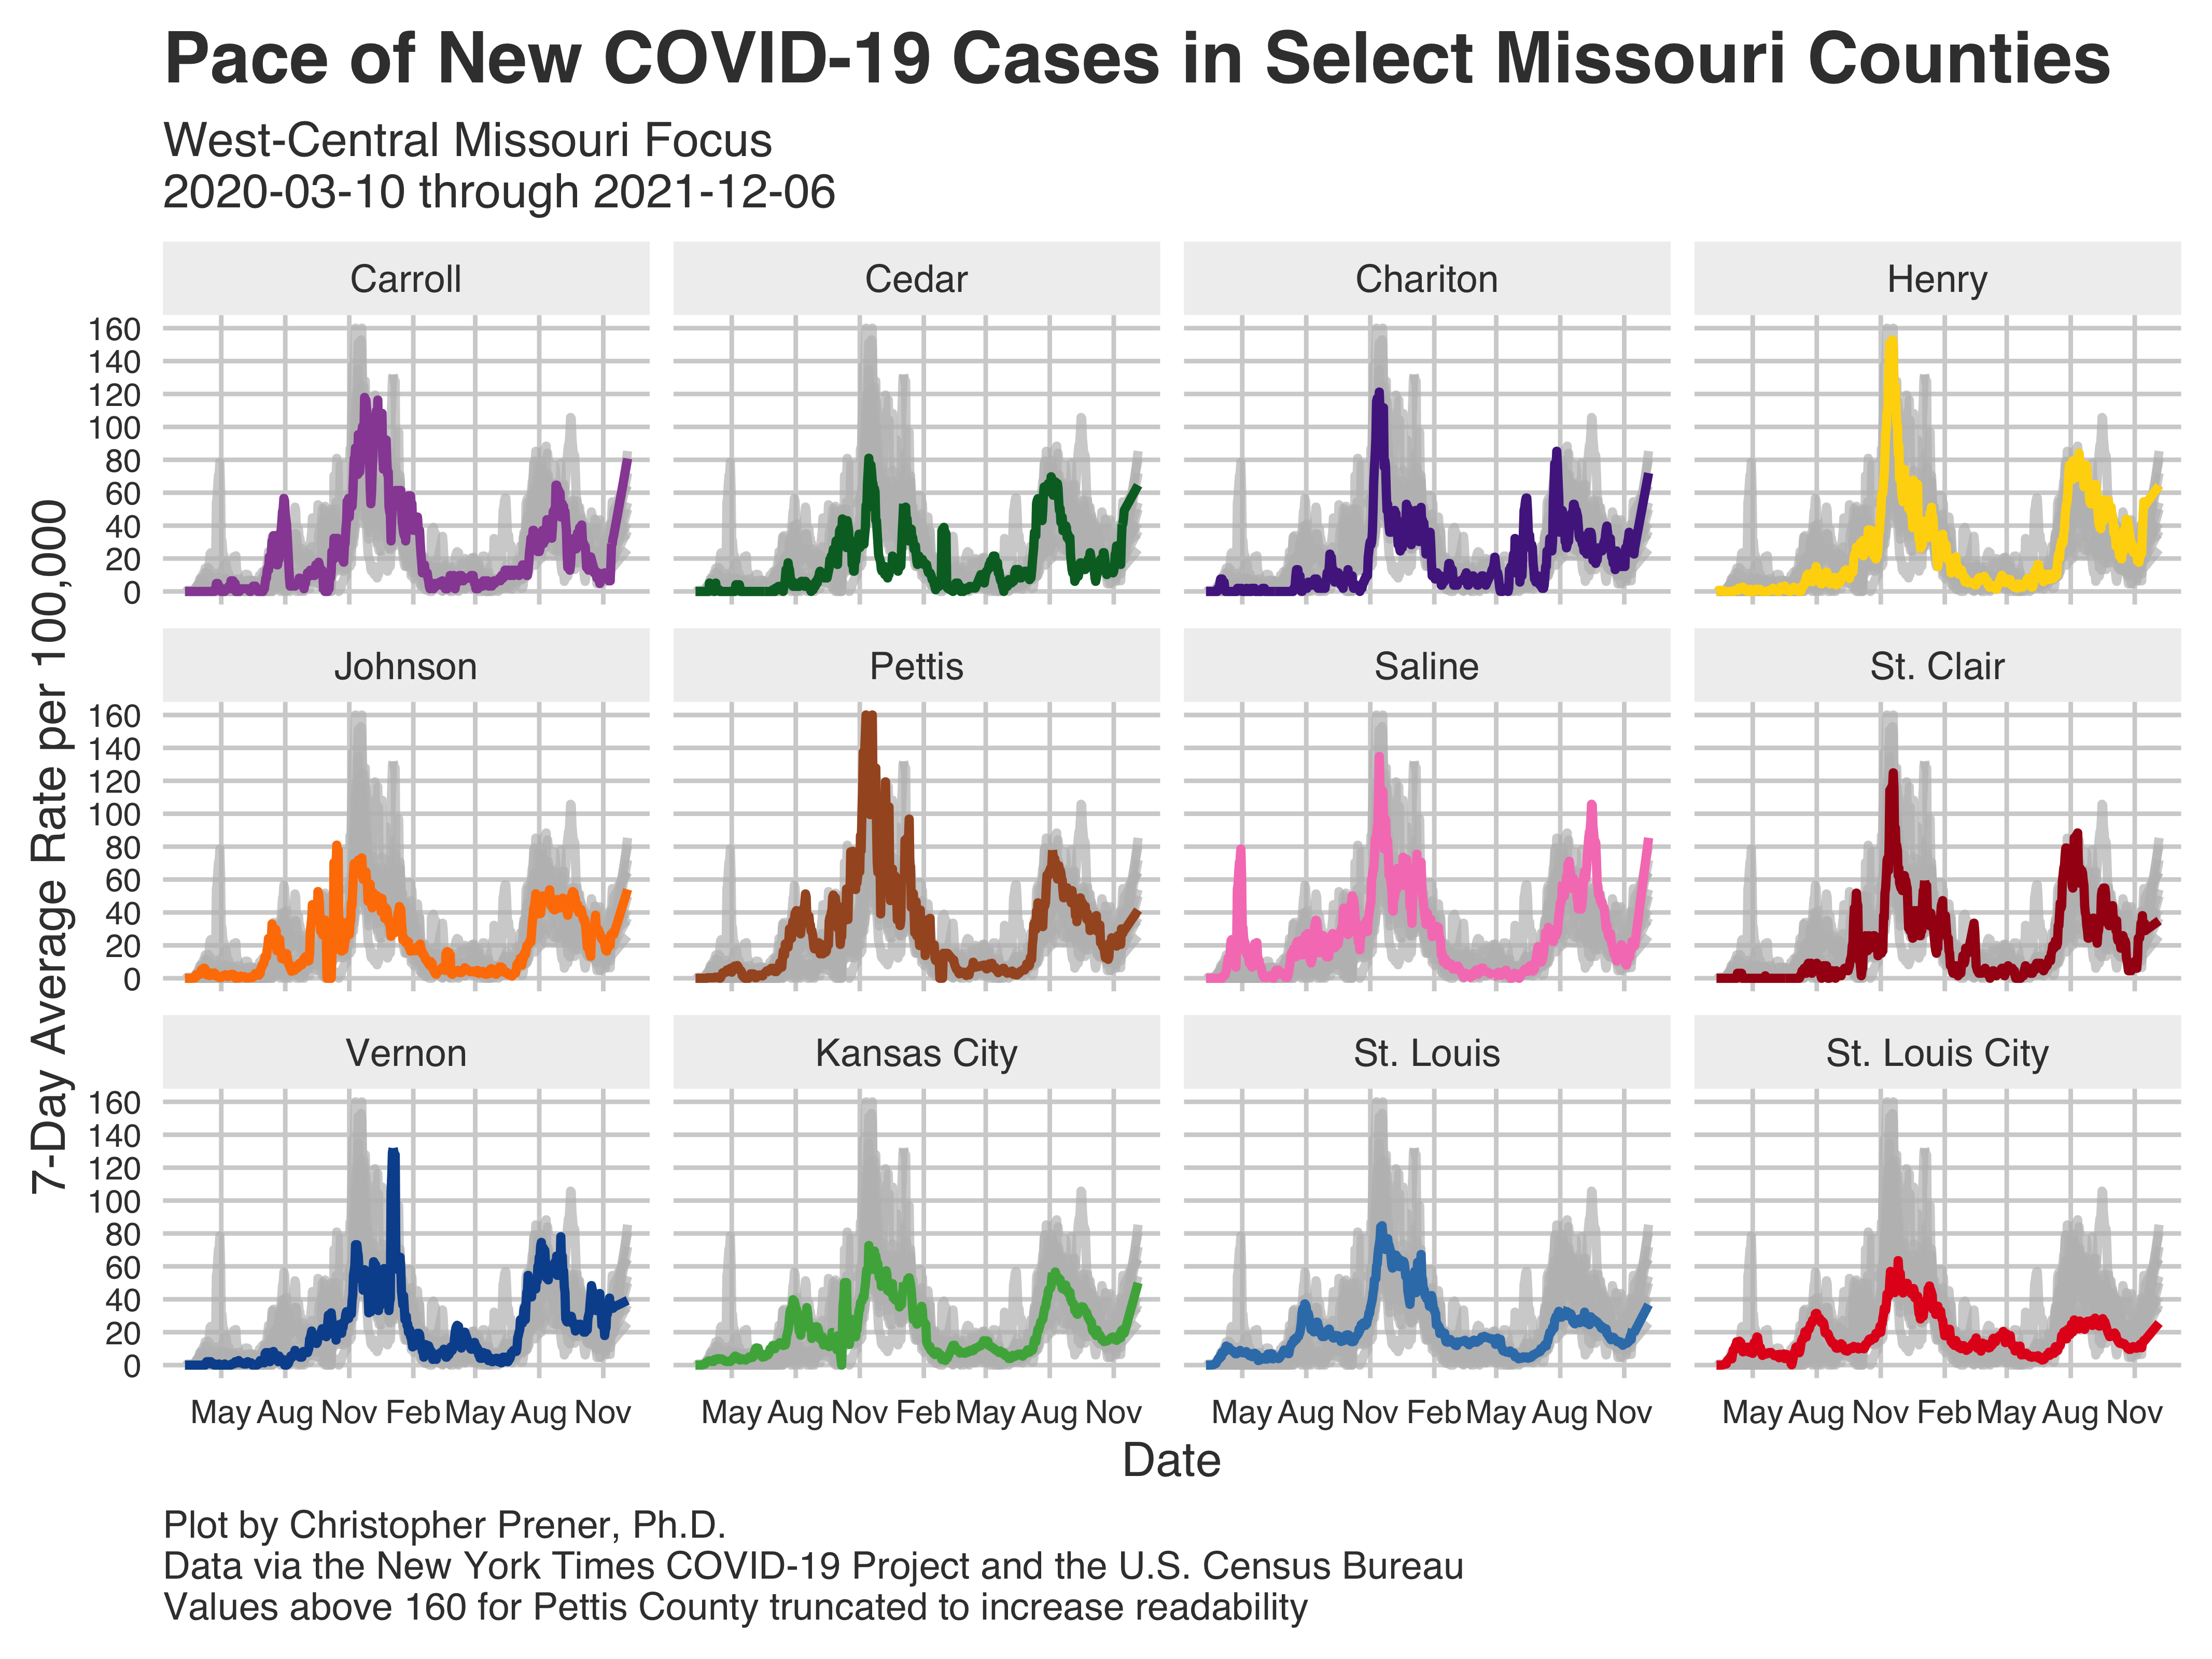 Pace of New COVID-19 Cases in Select Missouri Counties
West-Central Missouri Focus
2020-03-10 through 2021-12-06
7-Day Average Rate per 100,000
Carroll
Cedar
Chariton
Henry
160
140
120
100
80
60
40
20
0
Johnson
Pettis
Saline
St. Clair
160
140
120
100
80
60
40
20
0
Vernon
Kansas City
St. Louis
St. Louis City
160
140
120
100
80
60
40
20
0
May Aug Nov Feb May Aug Nov
May Aug Nov Feb May Aug Nov
May Aug Nov Feb May Aug Nov
May Aug Nov Feb May Aug Nov
Date
Plot by Christopher Prener, Ph.D.
Data via the New York Times COVID-19 Project and the U.S. Census Bureau
Values above 160 for Pettis County truncated to increase readability